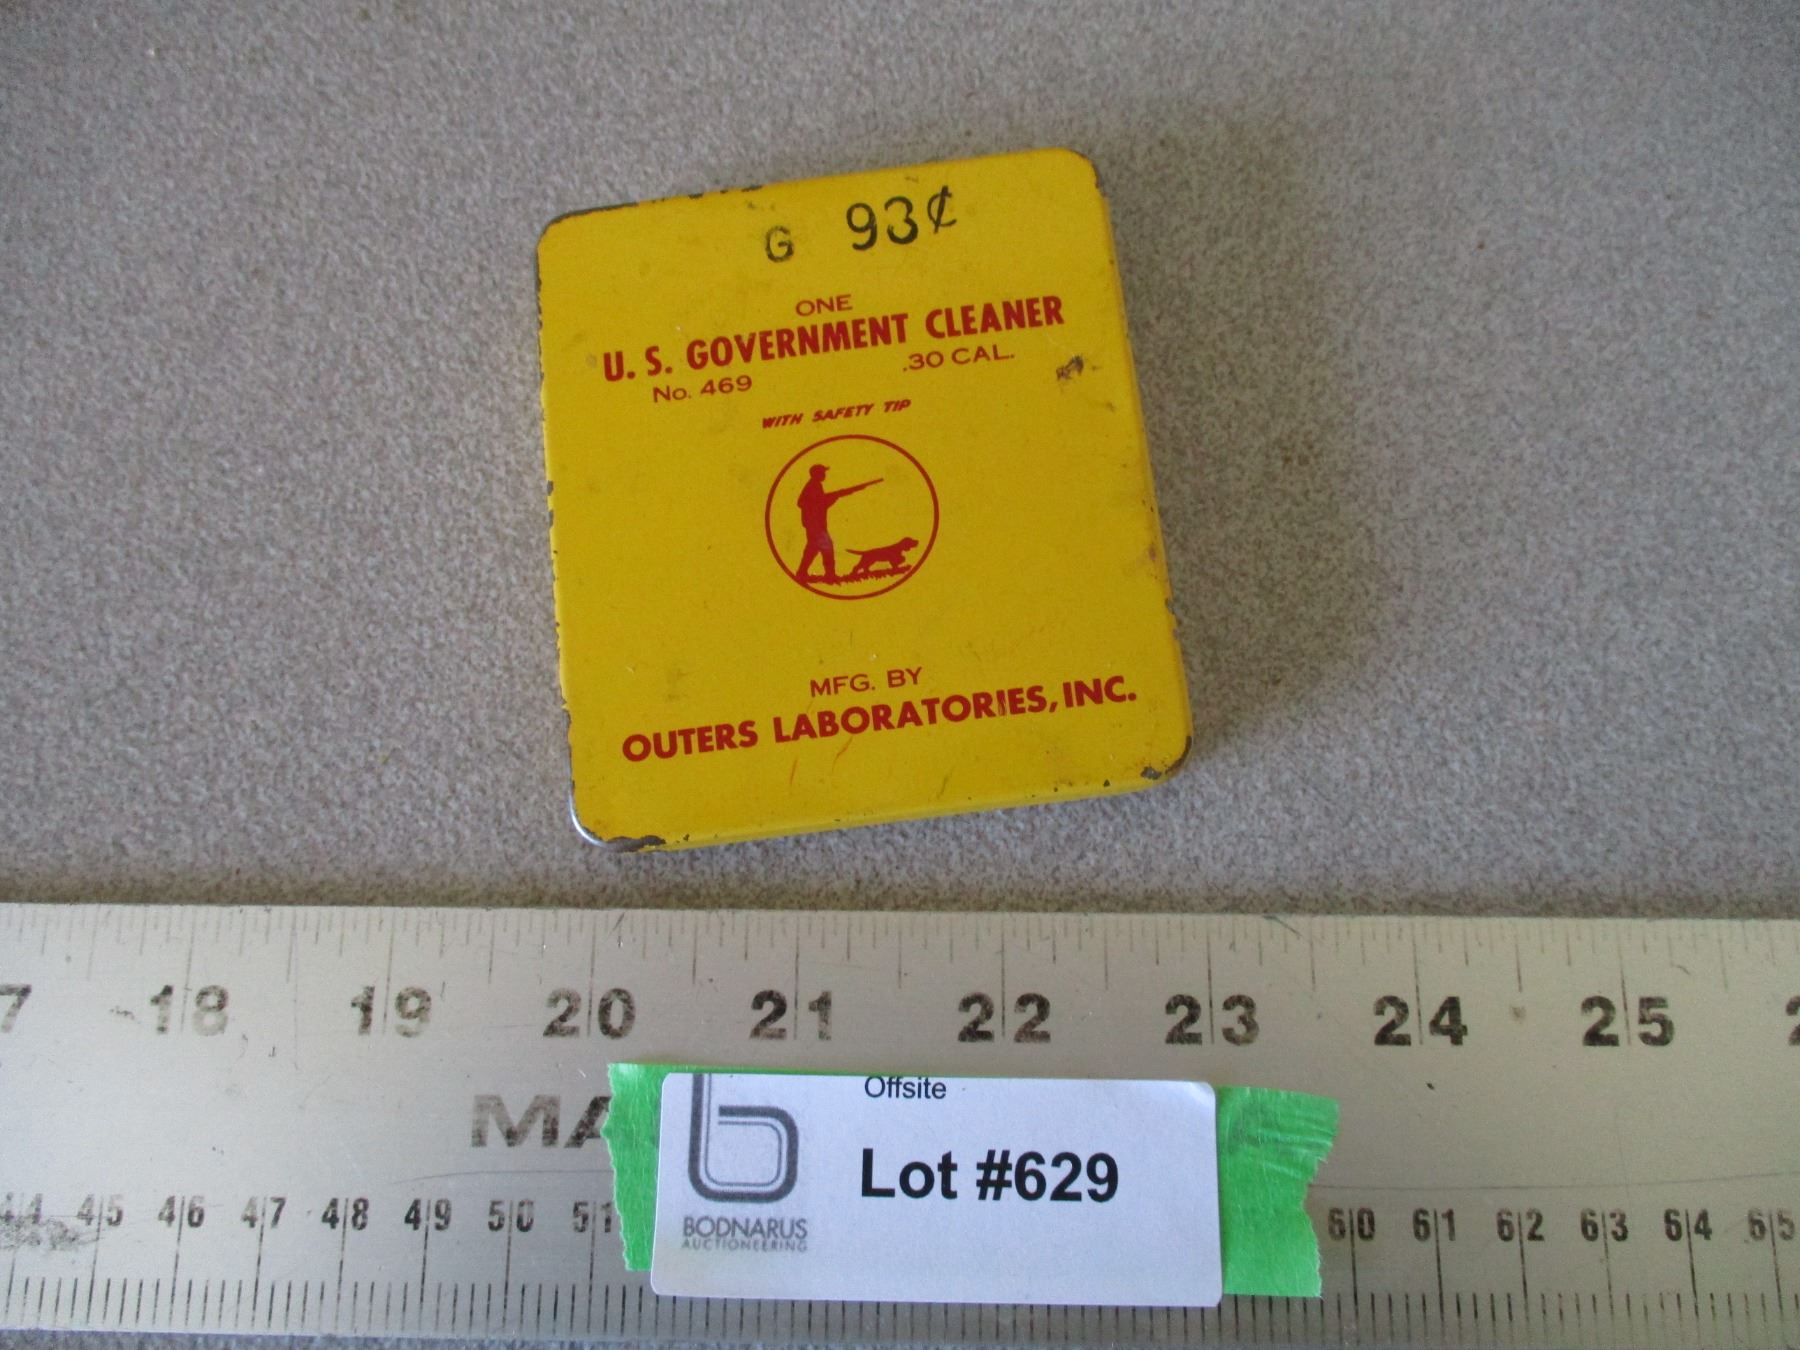 G 93¢
ONE
U. S. GOVERNMENT CLEANER
No. 469 .30 CAL.
WITH SAFETY TIP
MFG. BY
OUTERS LABORATORIES, INC.
18 19 20 21 22 23 24 25
Offsite
Lot #629
BODNARUS
AUCTIONEERING
45 46 47 48 49 50 51 60 61 62 63 64 65